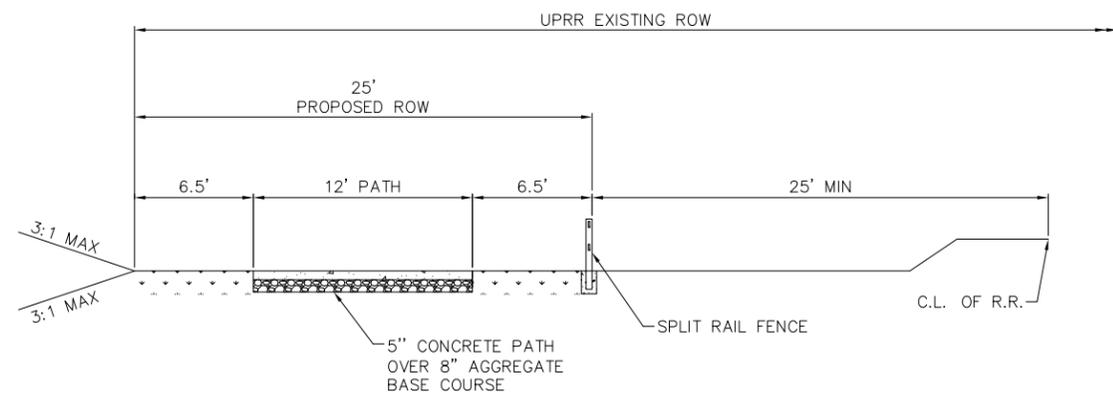 UPRR EXISTING ROW
25'
PROPOSED ROW
6.5'
12' PATH
6.5'
25' MIN
3:1 MAX
3:1 MAX
C.L. OF R.R.
SPLIT RAIL FENCE
5'' CONCRETE PATH
OVER 8" AGGREGATE
BASE COURSE